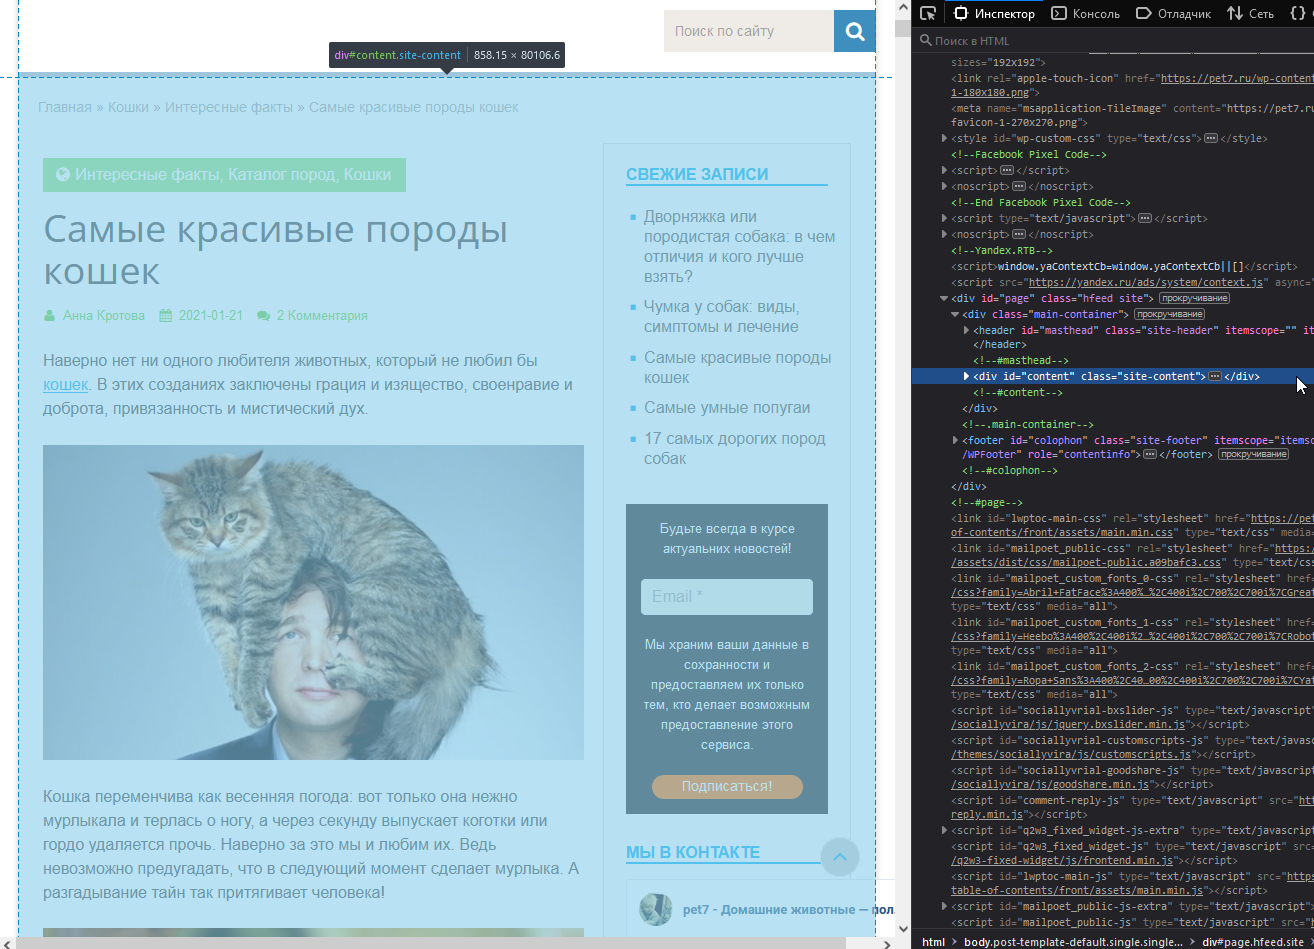 Поиск по сайту
div#content.site-content 858.15 × 80106.6
Главная » Кошки » Интересные факты » Самые красивые породы кошек
Интересные факты, Каталог пород, Кошки
Самые красивые породы
кошек
Анна Кротова 2021-01-21 2 Комментария
Наверно нет ни одного любителя животных, который не любил бы
кошек. В этих созданиях заключены грация и изящество, своенравие и
доброта, привязанность и мистический дух.
Кошка переменчива как весенняя погода: вот только она нежно
мурлыкала и терлась о ногу, а через секунду выпускает коготки или
гордо удаляется прочь. Наверно за это мы и любим их. Ведь
невозможно предугадать, что в следующий момент сделает мурлыка. А
разгадывание тайн так притягивает человека!
СВЕЖИЕ ЗАПИСИ
Дворняжка или
породистая собака: в чем
отличия и кого лучше
взять?
Чумка у собак: виды,
симптомы и лечение
Самые красивые породы
кошек
Самые умные попугаи
17 самых дорогих пород
собак
Будьте всегда в курсе
актуальних новостей!
Email *
Мы храним ваши данные в
сохранности и
предоставляем их только
тем, кто делает возможным
предоставление этого
сервиса.
Подписаться!
МЫ В КОНТАКТЕ
pet7 - Домашние животные — пол
Инспектор Консоль Отладчик Сеть
Поиск в HTML
sizes="192x192">
<link rel="apple-touch-icon" href="https://pet7.ru/wp-content
1-180x180.png">
<meta name="msapplication-TileImage" content="https://pet7.ru
favicon-1-270x270.png">
<style id="wp-custom-css" type="text/css"></style>
<!--Facebook Pixel Code-->
<script></script>
<noscript></noscript>
<!--End Facebook Pixel Code-->
<script type="text/javascript"></script>
<noscript></noscript>
<!--Yandex.RTB-->
<script>window.yaContextCb=window.yaContextCb||[]</script>
<script src="https://yandex.ru/ads/system/context.js" async="
<div id="page" class="hfeed site"> прокручивание
<div class="main-container"> прокручивание
<header id="masthead" class="site-header" itemscope="" it
</header>
<!--#masthead-->
<div id="content" class="site-content"></div>
<!--#content-->
</div>
<!--.main-container-->
<footer id="colophon" class="site-footer" itemscope="itemsc
/WPFooter" role="contentinfo"></footer> прокручивание
<!--#colophon-->
</div>
<!--#page-->
<link id="lwptoc-main-css" rel="stylesheet" href="https://pet
of-contents/front/assets/main.min.css" type="text/css" media=
<link id="mailpoet_public-css" rel="stylesheet" href="https:/
/assets/dist/css/mailpoet-public.a09bafc3.css" type="text/css
<link id="mailpoet_custom_fonts_0-css" rel="stylesheet" href=
/css?family=Abril+FatFace%3A400%…%2C400i%2C700%2C700i%7CGreat
type="text/css" media="all">
<link id="mailpoet_custom_fonts_1-css" rel="stylesheet" href=
/css?family=Heebo%3A400%2C400i%2…%2C400i%2C700%2C700i%7CRobot
type="text/css" media="all">
<link id="mailpoet_custom_fonts_2-css" rel="stylesheet" href=
/css?family=Ropa+Sans%3A400%2C40…00%2C400i%2C700%2C700i%7CYat
type="text/css" media="all">
<script id="sociallyvira-bxslider-js" type="text/javascript"
/sociallyvira/js/jquery.bxslider.min.js"></script>
<script id="sociallyvrial-customscripts-js" type="text/javasc
/themes/sociallyvira/js/customscripts.js"></script>
<script id="sociallyvrial-goodshare-js" type="text/javascript
/sociallyvira/js/goodshare.min.js"></script>
<script id="comment-reply-js" type="text/javascript" src="htt
reply.min.js"></script>
<script id="q2w3_fixed_widget-js-extra" type="text/javascript
<script id="q2w3_fixed_widget-js" type="text/javascript" src=
/q2w3-fixed-widget/js/frontend.min.js"></script>
<script id="lwptoc-main-js" type="text/javascript" src="https
table-of-contents/front/assets/main.min.js"></script>
<script id="mailpoet_public-js-extra" type="text/javascript">
<script id="mailpoet_public-js" type="text/javascript" src="h
html > body.post-template-default.single.single… > div#page.hfeed.site